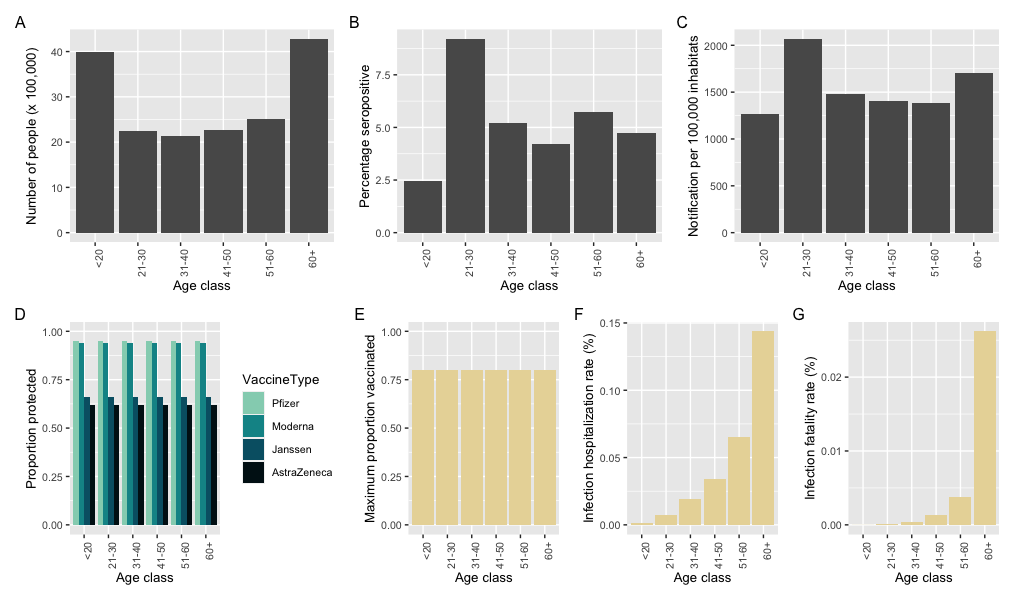 A
Number of people (x 100,000)
40
30
20
10
0
<20
21-30
31-40
41-50
51-60
60+
Age class
B
Percentage seropositive
7.5
5.0
2.5
0.0
<20
21-30
31-40
41-50
51-60
60+
Age class
C
Notification per 100,000 inhabitats
2000
1500
1000
500
0
<20
21-30
31-40
41-50
51-60
60+
Age class
D
Proportion protected
1.00
0.75
0.50
0.25
0.00
<20
21-30
31-40
41-50
51-60
60+
Age class
VaccineType
Pfizer
Moderna
Janssen
AstraZeneca
E
Maximum proportion vaccinated
1.00
0.75
0.50
0.25
0.00
<20
21-30
31-40
41-50
51-60
60+
Age class
F
Infection hospitalization rate (%)
0.15
0.10
0.05
0.00
<20
21-30
31-40
41-50
51-60
60+
Age class
G
Infection fatality rate (%)
0.02
0.01
0.00
<20
21-30
31-40
41-50
51-60
60+
Age class